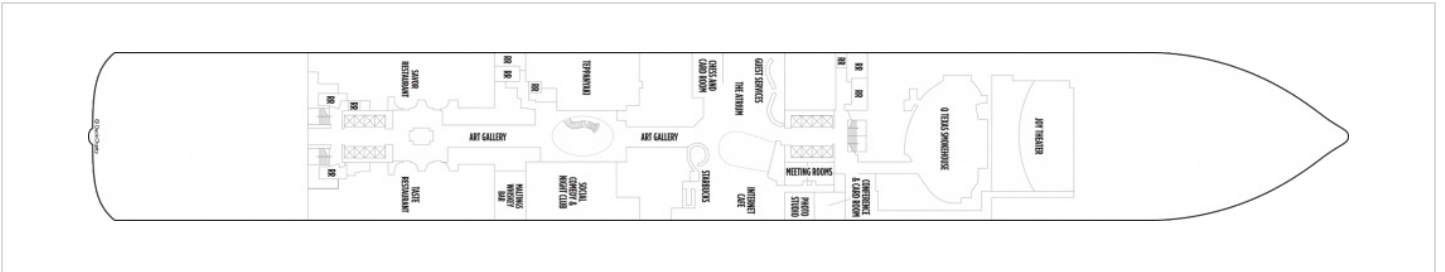 SAVOR
RESTAURANT
RR
RR
RR
RR
RR
TEPPANYAKI
CHESS AND
CARD ROOM
THE ATRIUM
GUEST SERVICES
RR
RR
RR
ART GALLERY
ART GALLERY
Q TEXAS SMOKEHOUSE
JOY THEATER
RR
TASTE
RESTAURANT
MALTINGS
WHISKEY
BAR
SOCIAL
COMEDY &
NIGHT CLUB
STARBUCKS
INTERNET
CAFE
MEETING ROOMS
PHOTO
STUDIO
CONFERENCE
& CARD ROOM